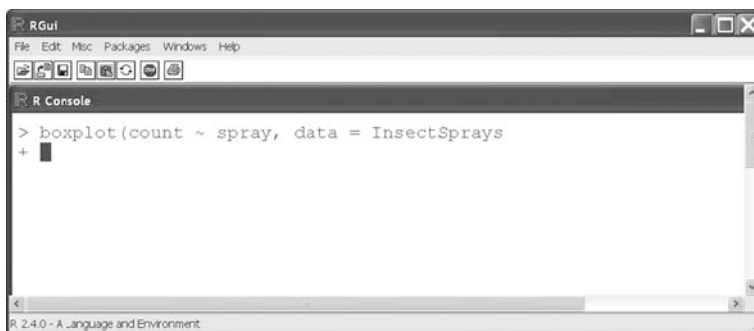 RGui
File Edit Misc Packages Windows Help
STOP
R Console
> boxplot(count ~ spray, data = InsectSprays
+
R 2.4.0 - A Language and Environment